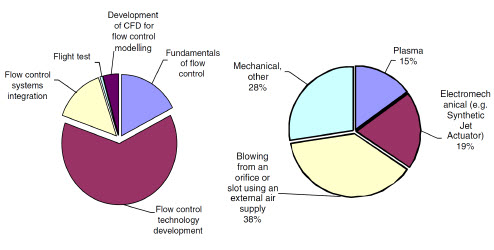 Development
of CFD for
flow control
modelling
Flight test
Fundamentals
of flow
control
Flow control
systems
integration
Flow control
technology
development
Plasma
15%
Mechanical,
other
28%
Electromech
anical (e.g.
Synthetic
Jet
Actuator)
19%
Blowing
from an
orifice or
slot using an
external air
supply
38%